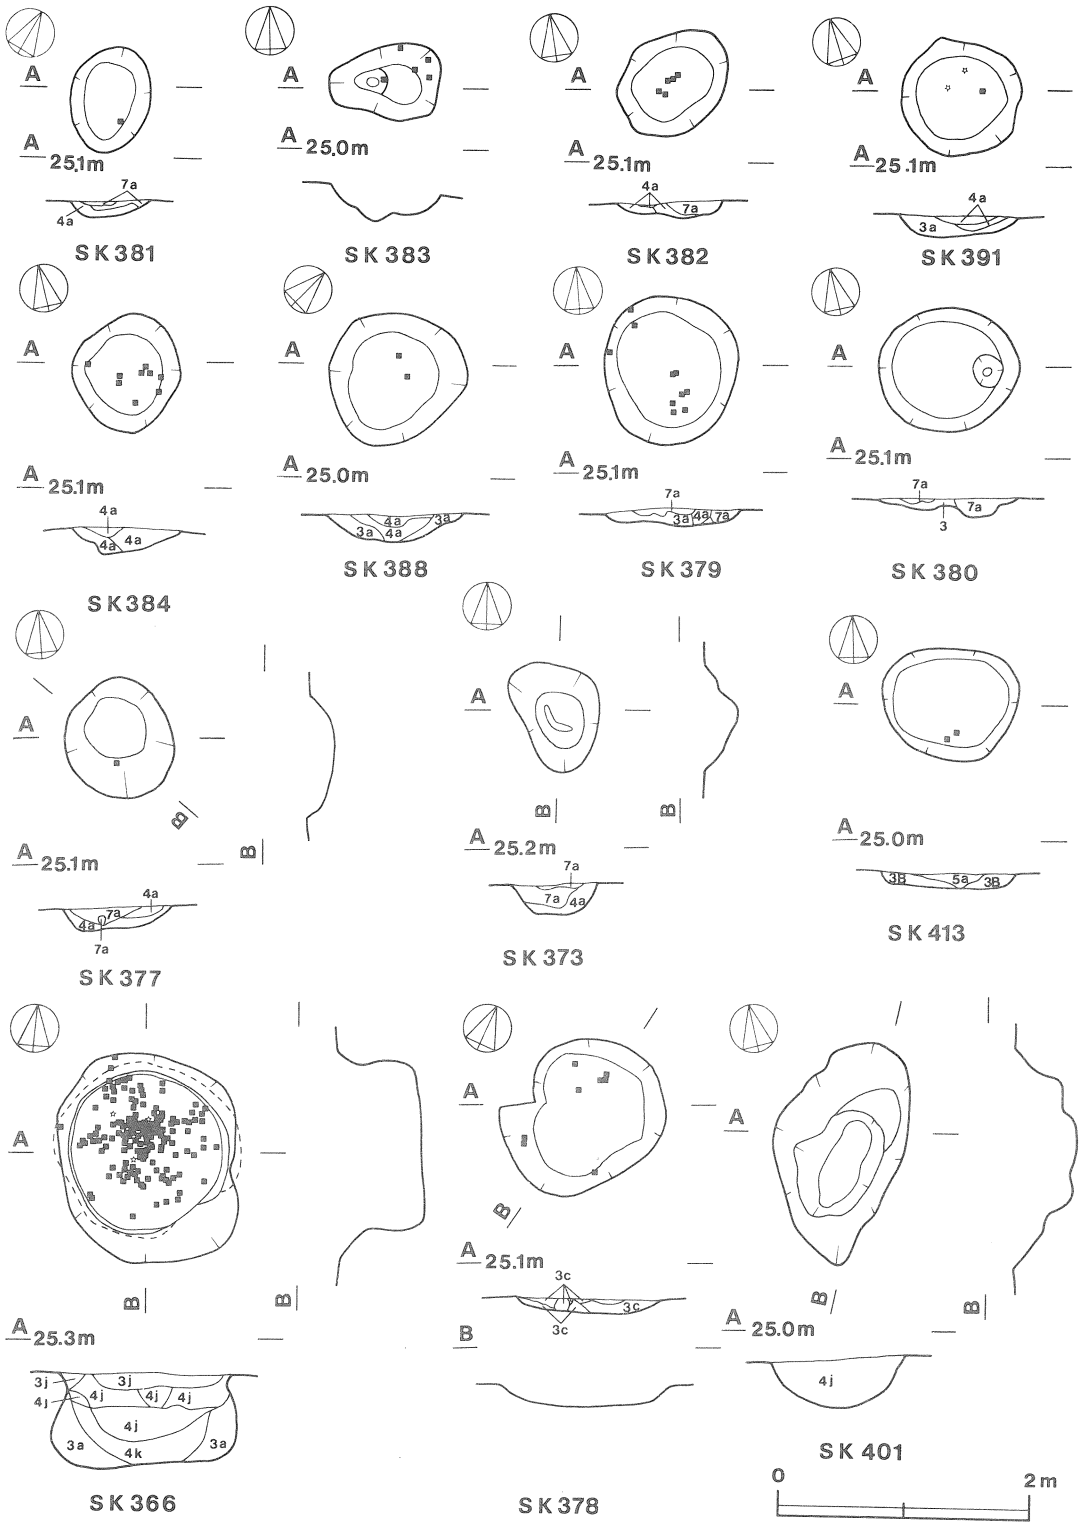 A
A 25.1m
7a
4a
SK381
A
A 25.0m
SK383
A
A 25.1m
4a
7a
SK382
A
A 25.1m
4a
3a
SK391
A
A 25.1m
4a
4a 4a
SK384
A
A 25.0m
4a 3a
3a 4a
SK388
A
A 25.1m
7a
3a 4a 7a
SK379
A
A 25.1m
7a
7a
3
SK380
A
B
B
A 25.1m
4a
7a
4a
7a
SK377
A
B
B
A 25.2m
7a
7a 4a
SK373
A
A 25.0m
3B 5a 3B
SK413
A
B
B
A 25.3m
3j 3j
4j 4j 4j 4j
4j
3a 4k 3a
SK366
A
B
A 25.1m
3c
3c
3c
B
SK378
A
B
B
A 25.0m
4j
SK401
0 2m